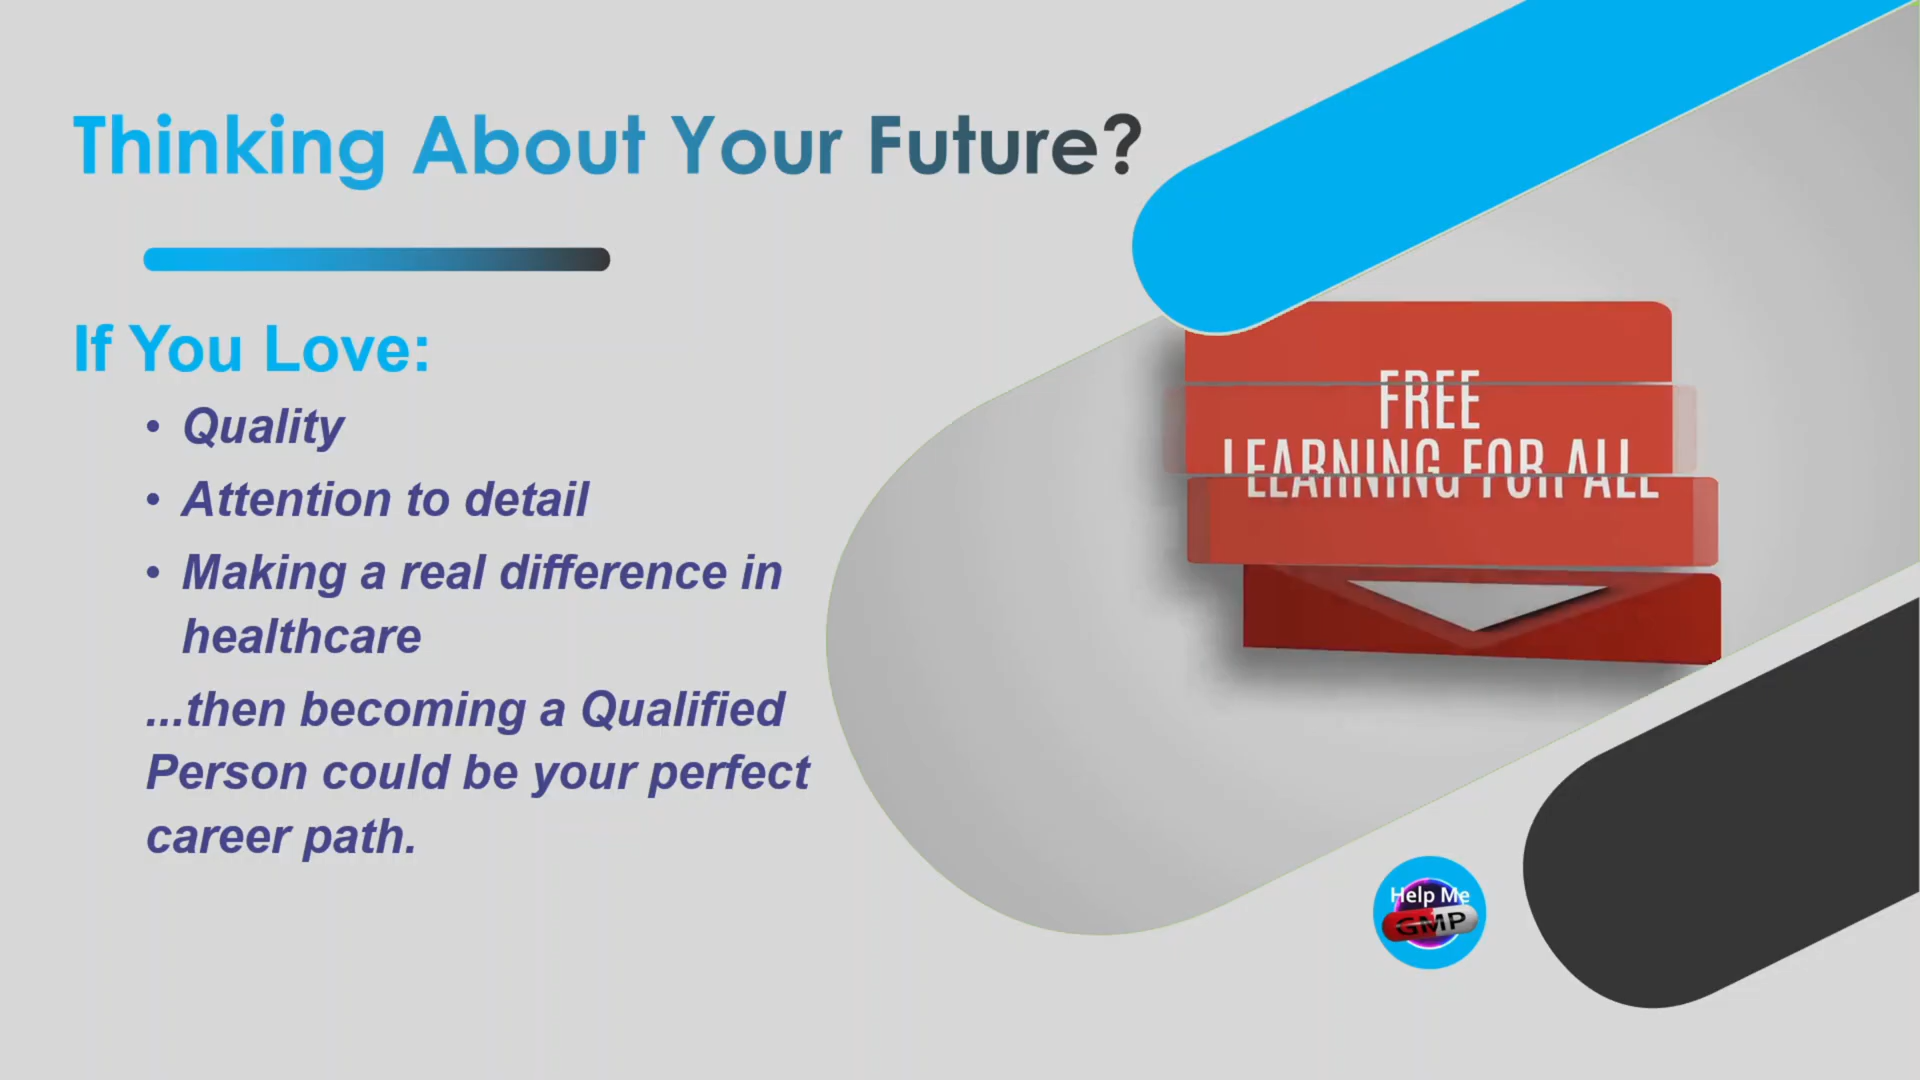 Thinking About Your Future?
If You Love:
• Quality
• Attention to detail
• Making a real difference in
healthcare
...then becoming a Qualified
Person could be your perfect
career path.
FREE
LEARNING FOR ALL
Help Me
GMP